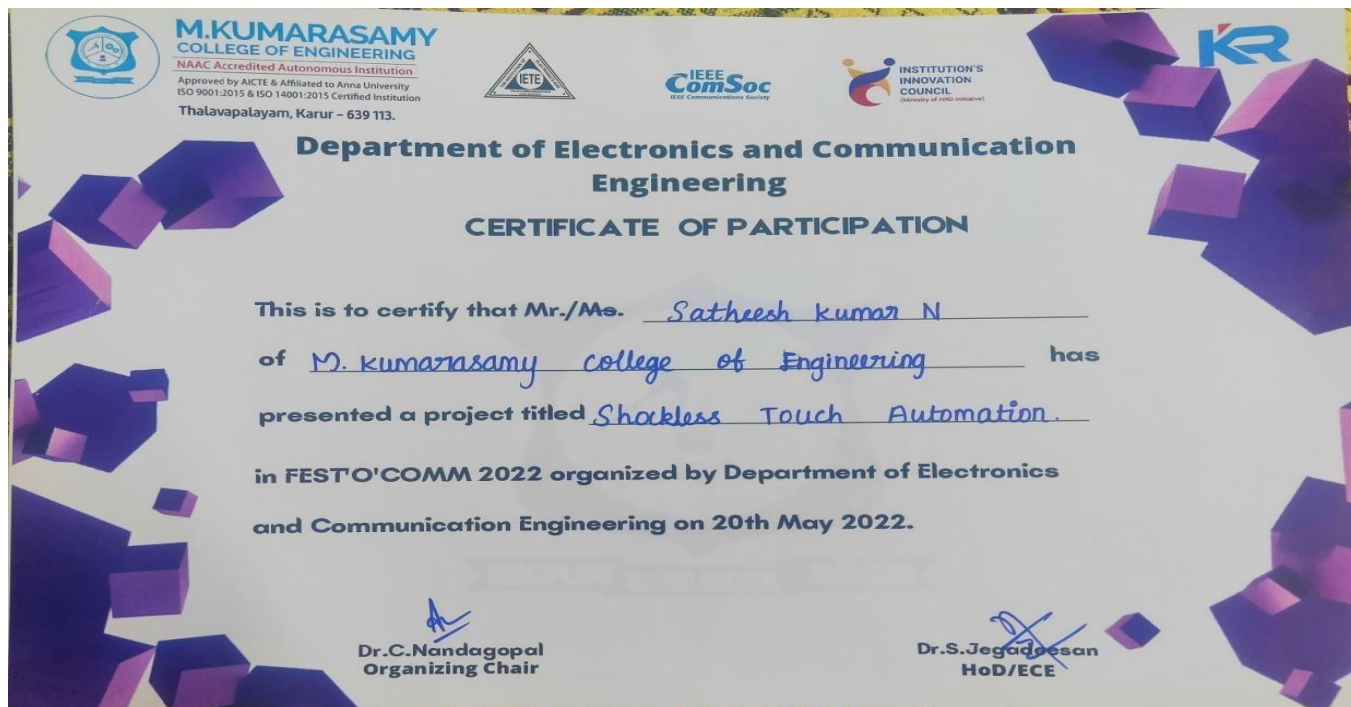 M.KUMARASAMY
COLLEGE OF ENGINEERING
NAAC Accredited Autonomous Institution
Approved by AICTE & Affiliated to Anna University
ISO 9001:2015 & ISO 14001:2015 Certified Institution
Thalavapalayam, Karur – 639 113.
IETE
IEEE
ComSoc
IEEE Communications Society
INSTITUTION'S
INNOVATION
COUNCIL
(Ministry of HRD Initiative)
KR
Department of Electronics and Communication
Engineering
CERTIFICATE OF PARTICIPATION
This is to certify that Mr./Ms. Satheesh kumar N
of M. kumarasamy college of Engineering has
presented a project titled Shockless Touch Automation.
in FEST'O'COMM 2022 organized by Department of Electronics
and Communication Engineering on 20th May 2022.
Dr.C.Nandagopal
Organizing Chair
Dr.S.Jegadeesan
HoD/ECE